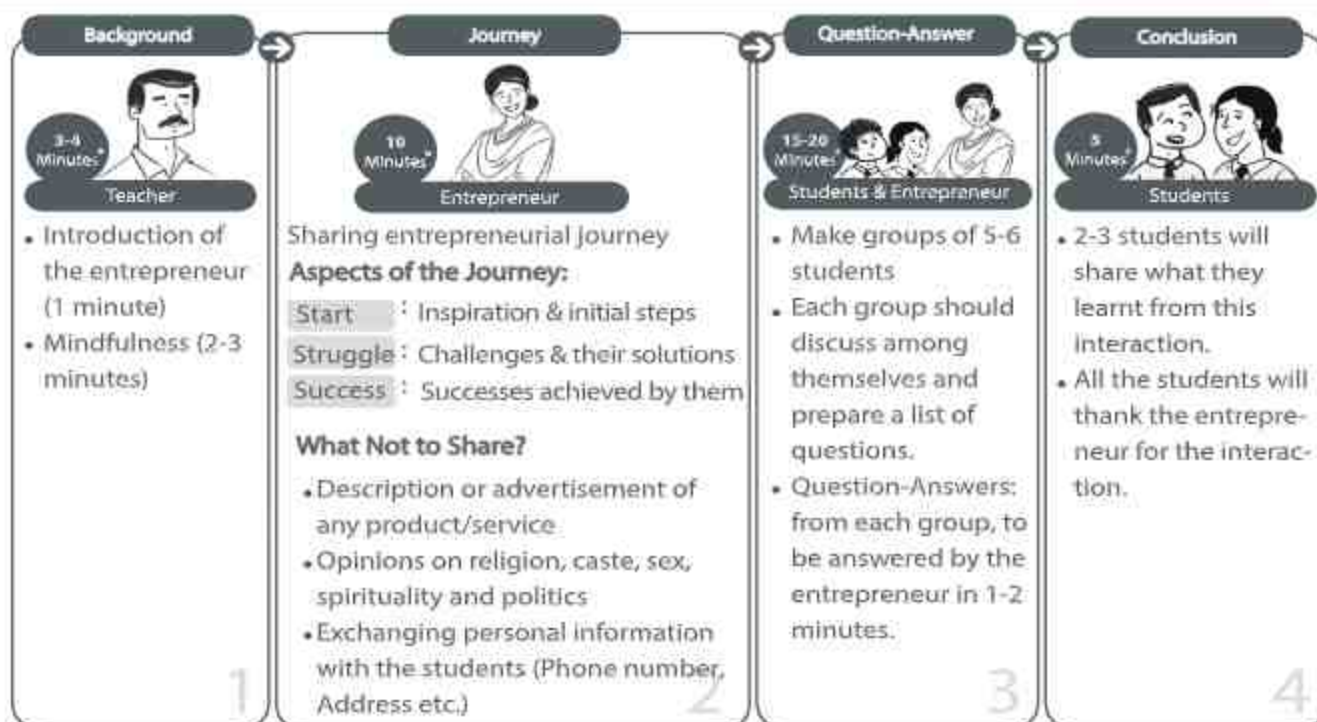 Background
3-4
Minutes*
Teacher
• Introduction of
the entrepreneur
(1 minute)
• Mindfulness (2-3
minutes)
1
Journey
10
Minutes*
Entrepreneur
Sharing entrepreneurial journey
Aspects of the Journey:
Start : Inspiration & initial steps
Struggle : Challenges & their solutions
Success : Successes achieved by them
What Not to Share?
• Description or advertisement of
any product/service
• Opinions on religion, caste, sex,
spirituality and politics
• Exchanging personal information
with the students (Phone number,
Address etc.)
2
Question-Answer
15-20
Minutes*
Students & Entrepreneur
• Make groups of 5-6
students
• Each group should
discuss among
themselves and
prepare a list of
questions.
• Question-Answers:
from each group, to
be answered by the
entrepreneur in 1-2
minutes.
3
Conclusion
5
Minutes*
Students
• 2-3 students will
share what they
learnt from this
interaction.
• All the students will
thank the entrepre-
neur for the interac-
tion.
4